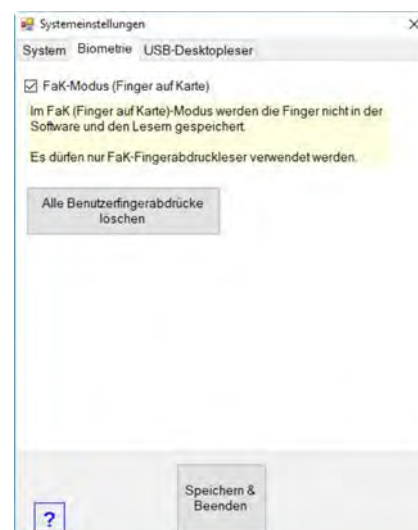 Systemeinstellungen
System Biometrie USB-Desktopleser
FaK-Modus (Finger auf Karte)
Im FaK (Finger auf Karte)-Modus werden die Finger nicht in der
Software und den Lesern gespeichert.
Es dürfen nur FaK-Fingerabdruckleser verwendet werden.
Alle Benutzerfingerabdrücke
löschen
Speichern &
Beenden
?